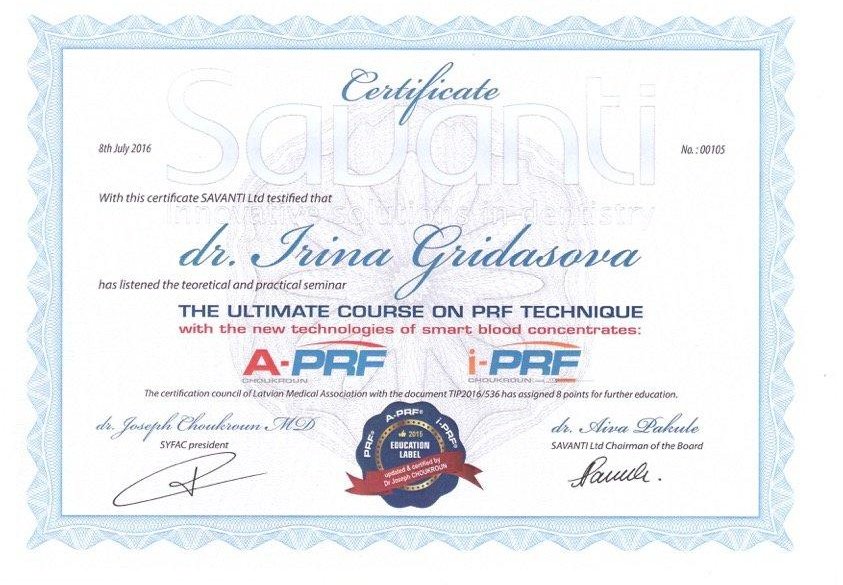 Certificate
Savanti
innovative solutions in dentistry
8th July 2016
No.: 00105
With this certificate SAVANTI Ltd testified that
dr. Irina Gridasova
has listened the teoretical and practical seminar
THE ULTIMATE COURSE ON PRF TECHNIQUE
with the new technologies of smart blood concentrates:
A-PRF
CHOUKROUN
i-PRF
CHOUKROUN
The certification council of Latvian Medical Association with the document TIP2016/536 has assigned 8 points for further education.
dr. Joseph Choukroun MD
SYFAC president
PRF® A-PRF® i-PRF®
2015
EDUCATION
LABEL
updated & certified by
Dr Joseph CHOUKROUN
dr. Aiva Pakule
SAVANTI Ltd Chairman of the Board